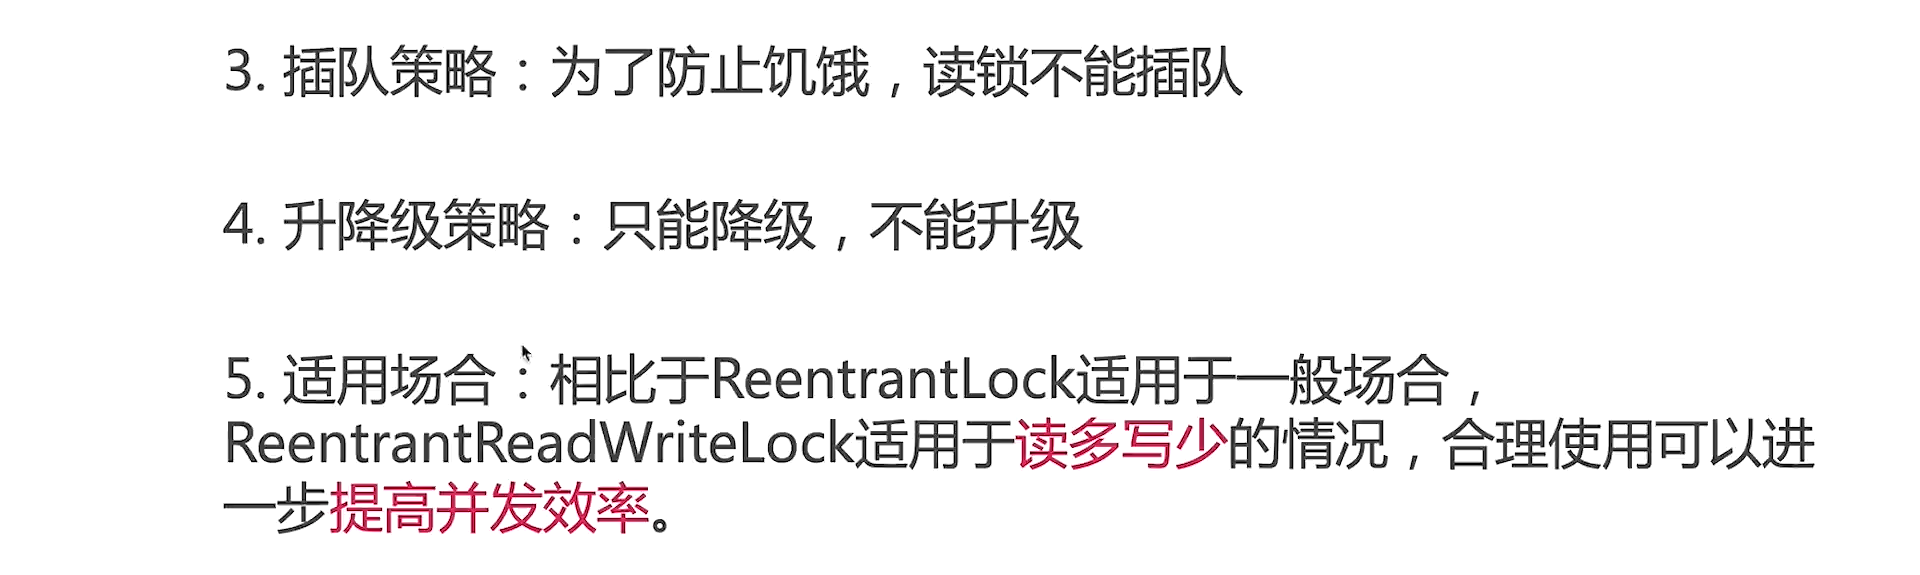 3. 插队策略：为了防止饥饿，读锁不能插队
4. 升降级策略：只能降级，不能升级
5. 适用场合：相比于ReentrantLock适用于一般场合，
ReentrantReadWriteLock适用于读多写少的情况，合理使用可以进
一步提高并发效率。